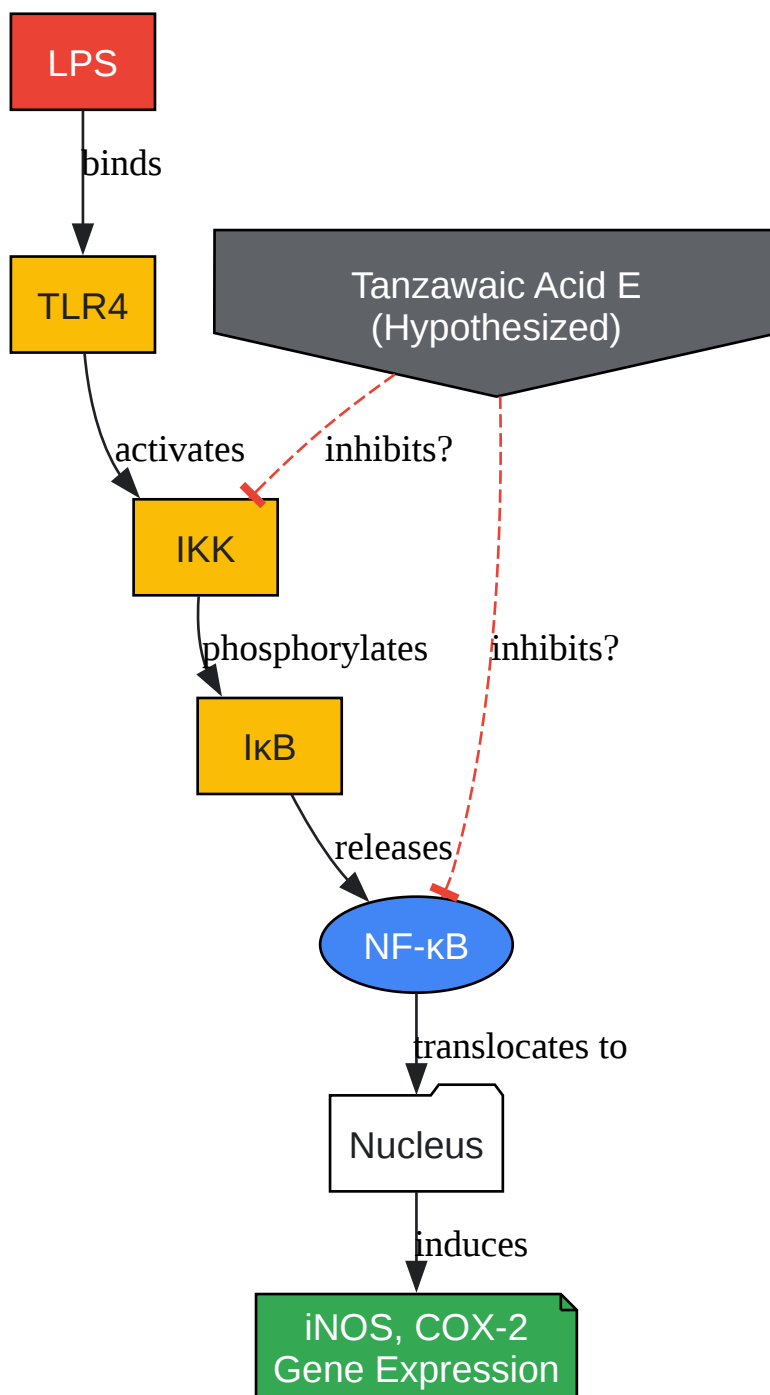 LPS
binds
TLR4
Tanzawaic Acid E
(Hypothesized)
activates
inhibits?
IKK
phosphorylates
inhibits?
IκB
releases
NF-κB
translocates to
Nucleus
induces
iNOS, COX-2
Gene Expression